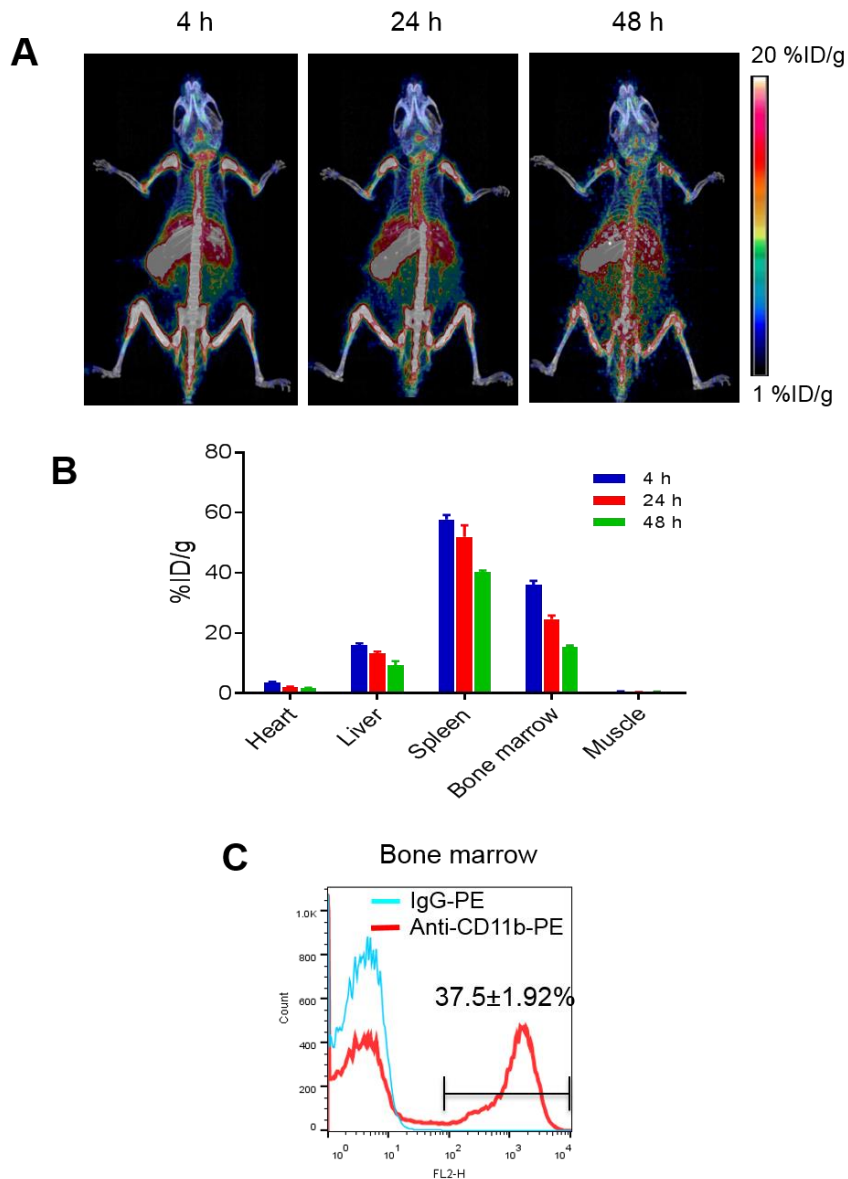 4 h 24 h 48 h
A
20 %ID/g
1 %ID/g
B
80
60
40
20
0
%ID/g
4 h
24 h
48 h
Heart
Liver
Spleen
Bone marrow
Muscle
C
Bone marrow
IgG-PE
Anti-CD11b-PE
37.5±1.92%
1.0K
800
600
400
200
0
Count
10⁰ 10¹ 10² 10³ 10⁴
FL2-H